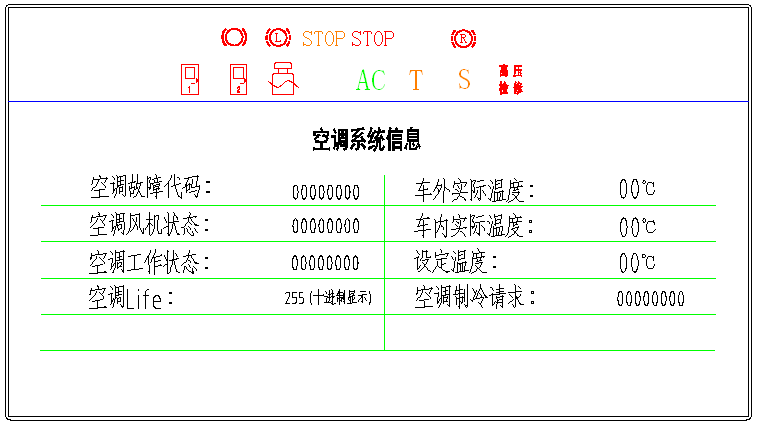 L STOP STOP R
1 2 AC T S 高压检修
空调系统信息
空调故障代码： 00000000 车外实际温度： 00℃
空调风机状态： 00000000 车内实际温度： 00℃
空调工作状态： 00000000 设定温度： 00℃
空调Life： 255 (十进制显示) 空调制冷请求： 00000000